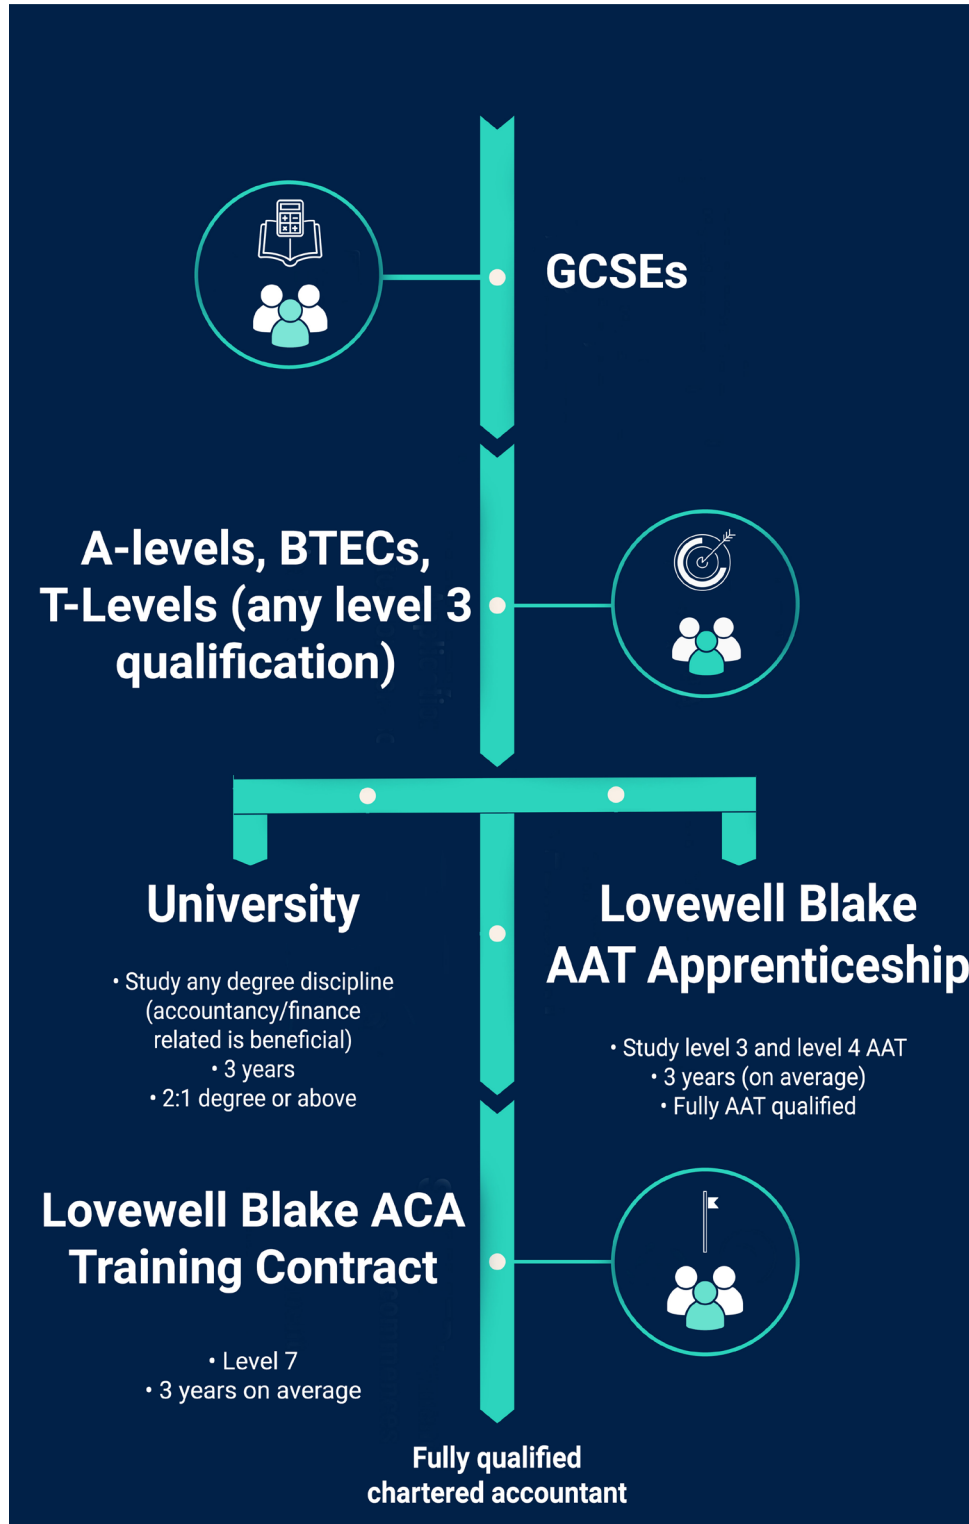 GCSEs
A-levels, BTECs,
T-Levels (any level 3
qualification)
University
• Study any degree discipline
(accountancy/finance
related is beneficial)
• 3 years
• 2:1 degree or above
Lovewell Blake
AAT Apprenticeship
• Study level 3 and level 4 AAT
• 3 years (on average)
• Fully AAT qualified
Lovewell Blake ACA
Training Contract
• Level 7
• 3 years on average
Fully qualified
chartered accountant